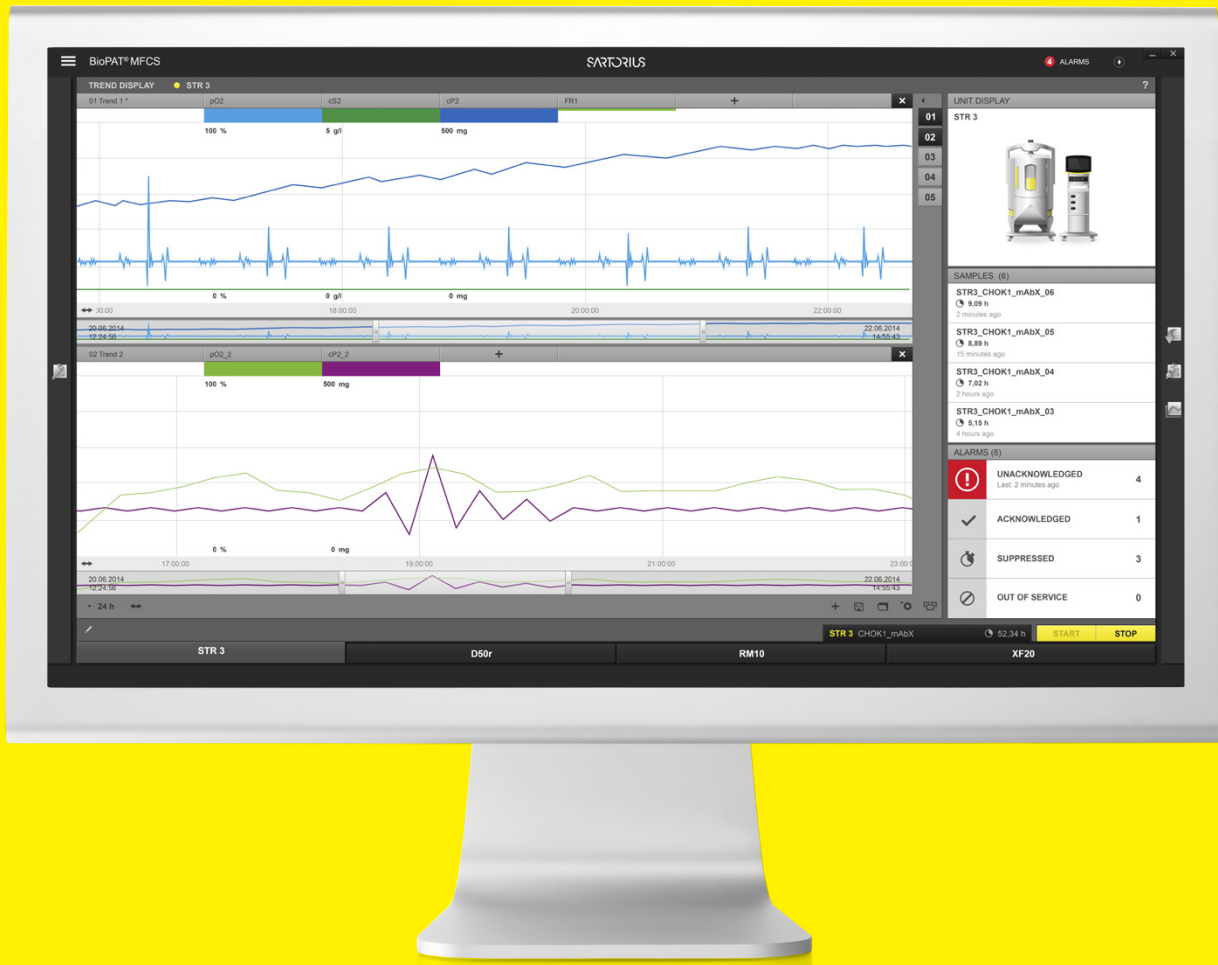 BioPAT® MFCS
SARTORIUS
4 ALARMS
TREND DISPLAY STR 3 ?
01 Trend 1 * pO2 cS2 cP2 FR1 +
100 % 5 g/l 500 mg
0 % 0 g/l 0 mg
18:00:00 20:00:00 22:00:00
20.06.2014 22.06.2014
12:24:56 14:55:43
01
02
03
04
05
02 Trend 2 pO2_2 cP2_2 +
100 % 500 mg
0 % 0 mg
17:00:00 19:00:00 21:00:00 23:00:
20.06.2014 22.06.2014
12:24:56 14:55:43
24 h
UNIT DISPLAY
STR 3
SAMPLES (6)
STR3_CHOK1_mAbX_06
9,09 h
2 minutes ago
STR3_CHOK1_mAbX_05
8,89 h
15 minutes ago
STR3_CHOK1_mAbX_04
7,02 h
2 hours ago
STR3_CHOK1_mAbX_03
5,15 h
4 hours ago
ALARMS (8)
UNACKNOWLEDGED 4
Last: 2 minutes ago
ACKNOWLEDGED 1
SUPPRESSED 3
OUT OF SERVICE 0
STR 3 CHOK1_mAbX 52,34 h START STOP
STR 3 D50r RM10 XF20